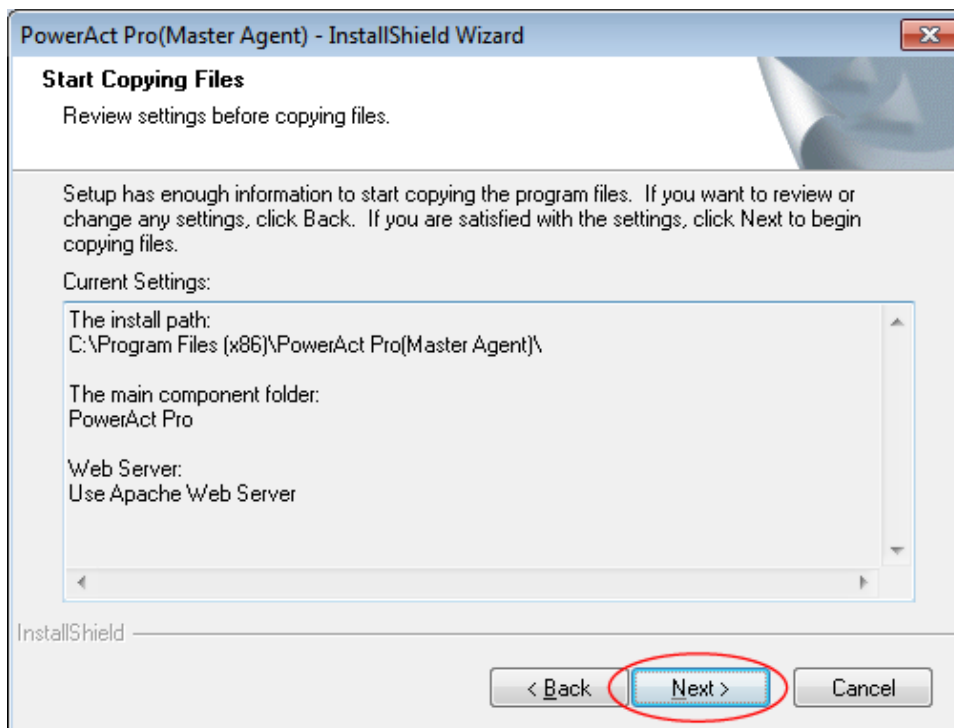 PowerAct Pro(Master Agent) - InstallShield Wizard
Start Copying Files
Review settings before copying files.
Setup has enough information to start copying the program files.  If you want to review or
change any settings, click Back.  If you are satisfied with the settings, click Next to begin
copying files.
Current Settings:
The install path:
C:\Program Files (x86)\PowerAct Pro(Master Agent)\
The main component folder:
PowerAct Pro
Web Server:
Use Apache Web Server
InstallShield
< Back
Next >
Cancel